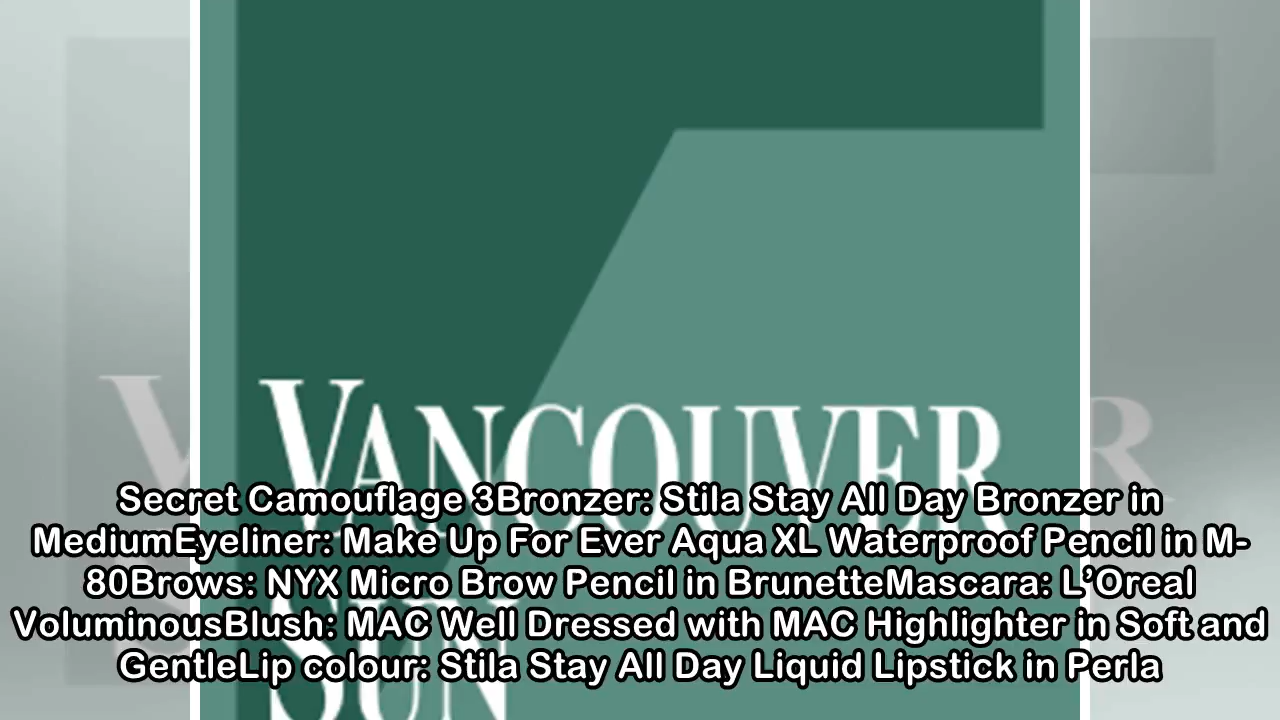 VANCOUVER
SUN
Secret Camouflage 3Bronzer: Stila Stay All Day Bronzer in
MediumEyeliner: Make Up For Ever Aqua XL Waterproof Pencil in M-
80Brows: NYX Micro Brow Pencil in BrunetteMascara: L’Oreal
VoluminousBlush: MAC Well Dressed with MAC Highlighter in Soft and
GentleLip colour: Stila Stay All Day Liquid Lipstick in Perla